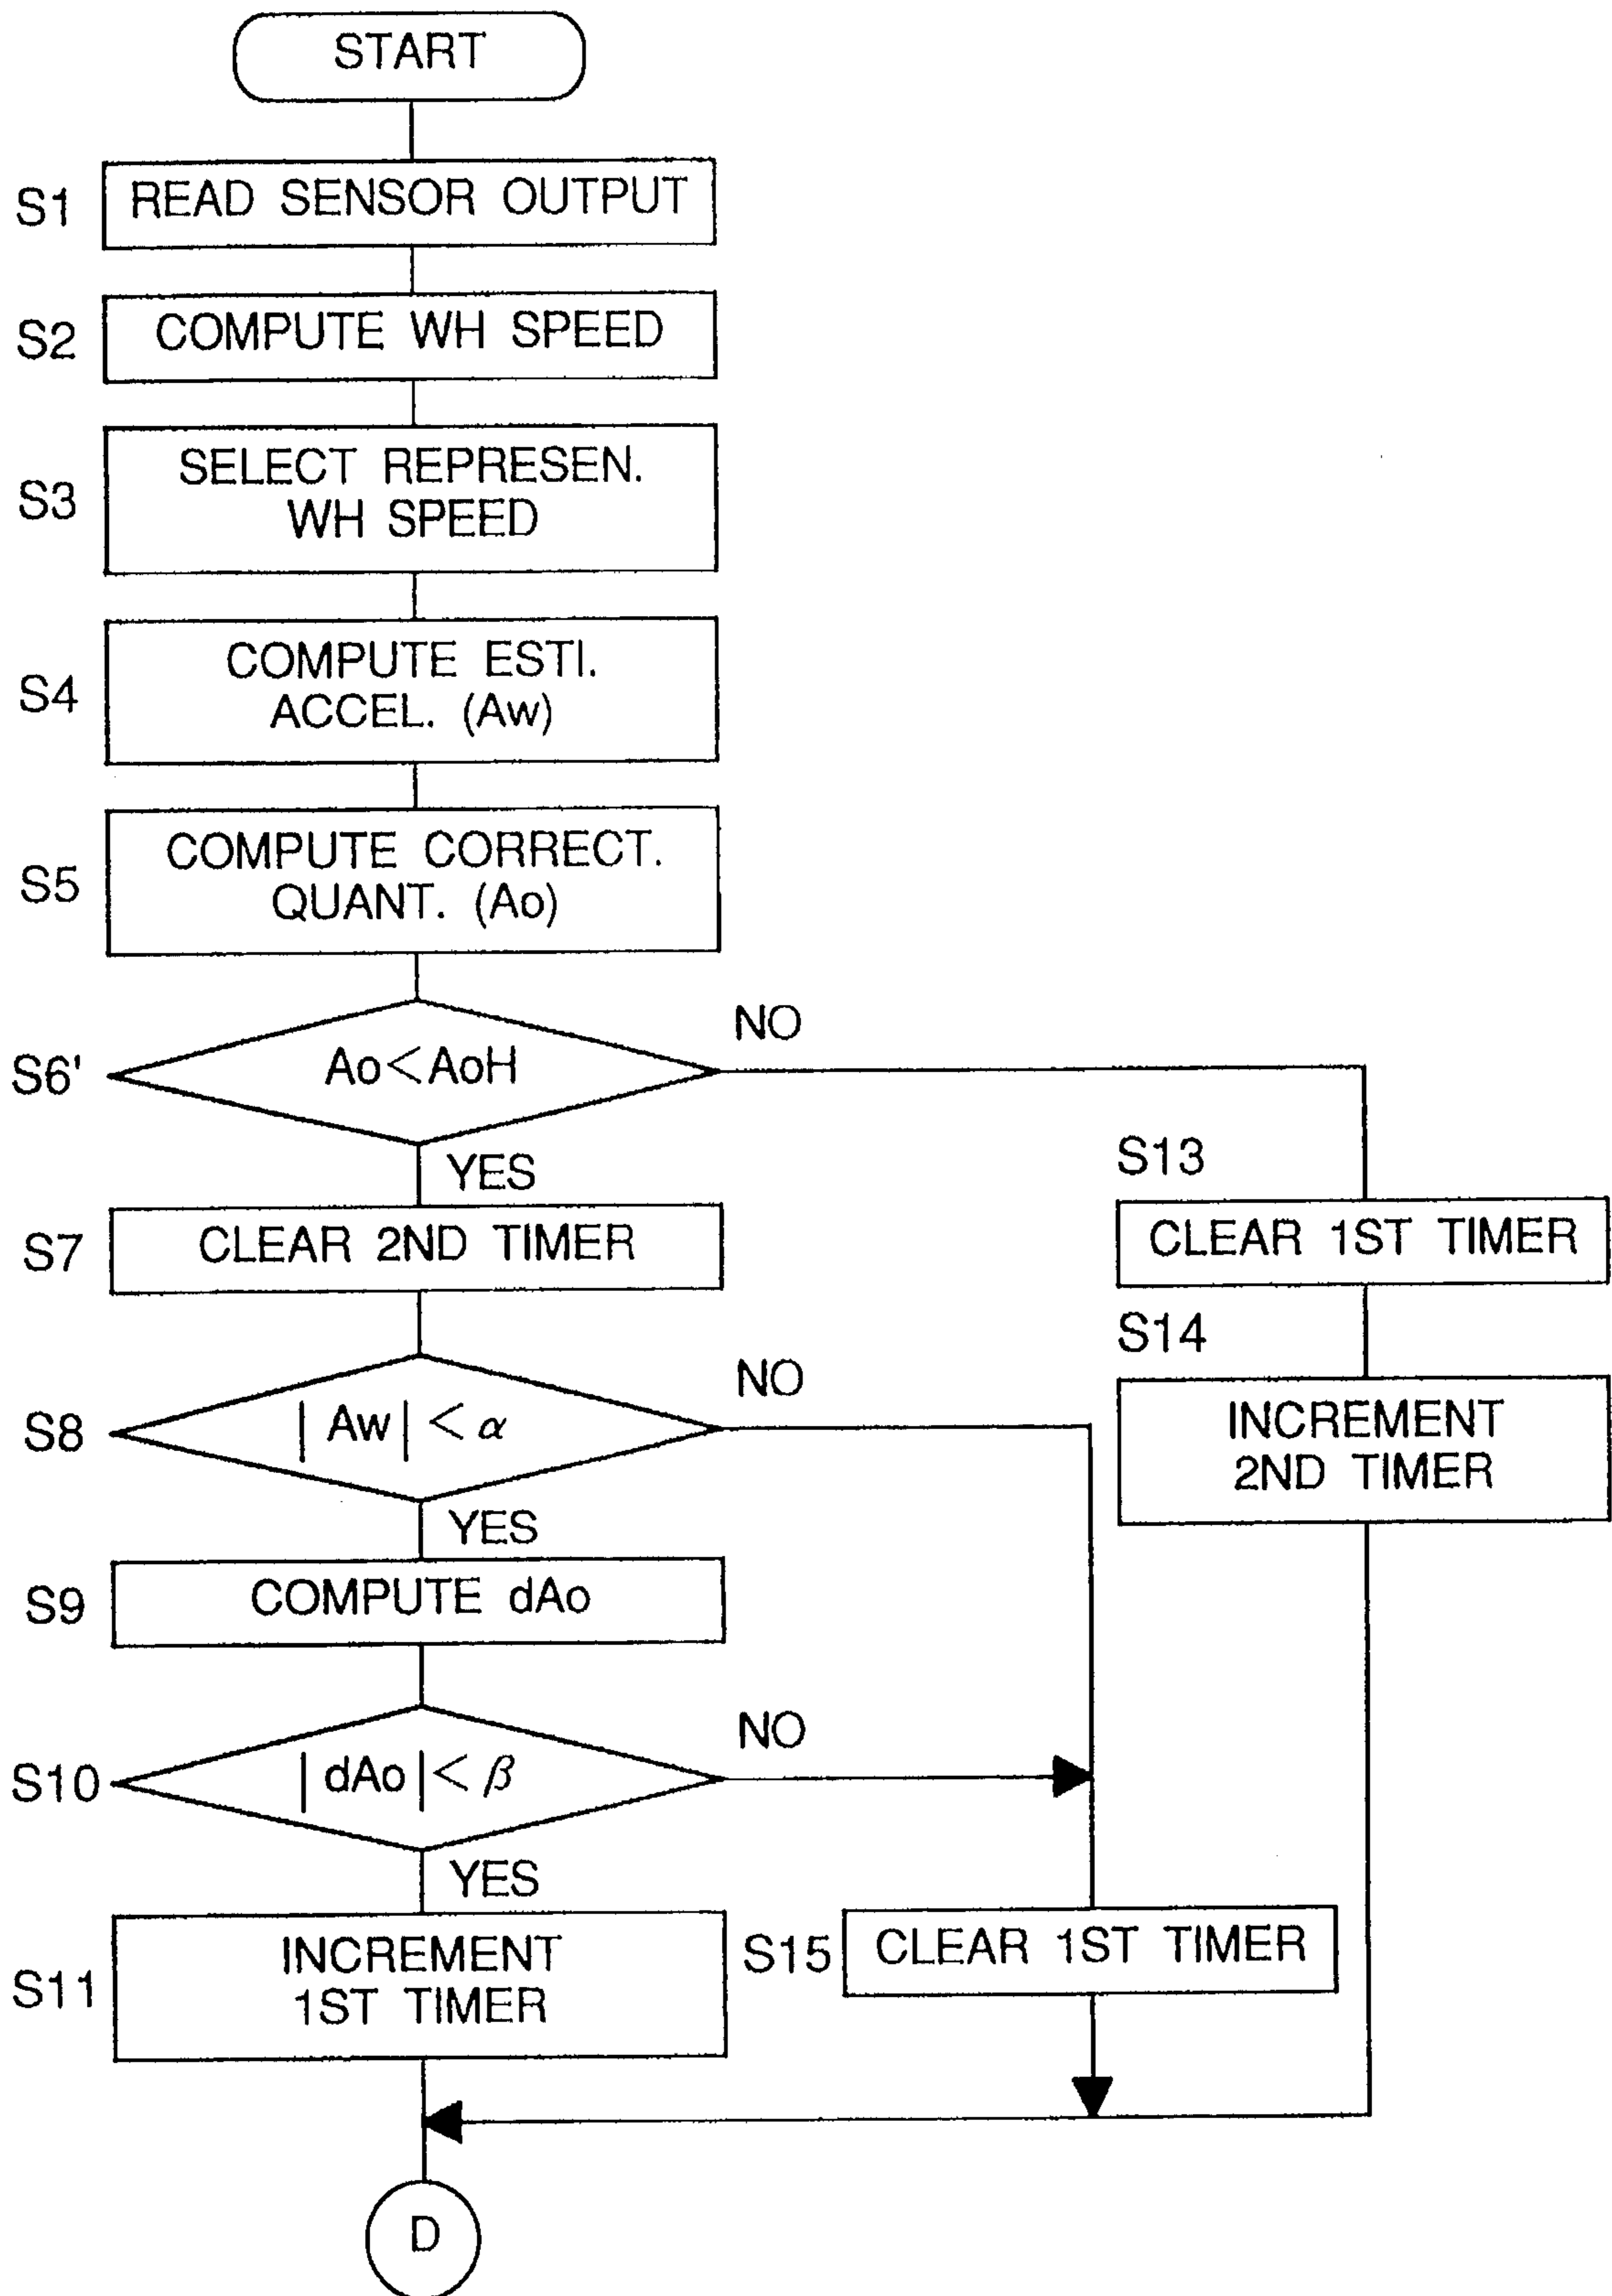 START
S1
READ SENSOR OUTPUT
S2
COMPUTE WH SPEED
S3
SELECT REPRESEN.
WH SPEED
S4
COMPUTE ESTI.
ACCEL. (Aw)
S5
COMPUTE CORRECT.
QUANT. (Ao)
S6'
Ao<AoH
NO
YES
S13
CLEAR 1ST TIMER
S7
CLEAR 2ND TIMER
S14
INCREMENT
2ND TIMER
S8
| Aw | < α
NO
YES
S9
COMPUTE dAo
S10
| dAo | < β
NO
YES
S11
INCREMENT
1ST TIMER
S15
CLEAR 1ST TIMER
D